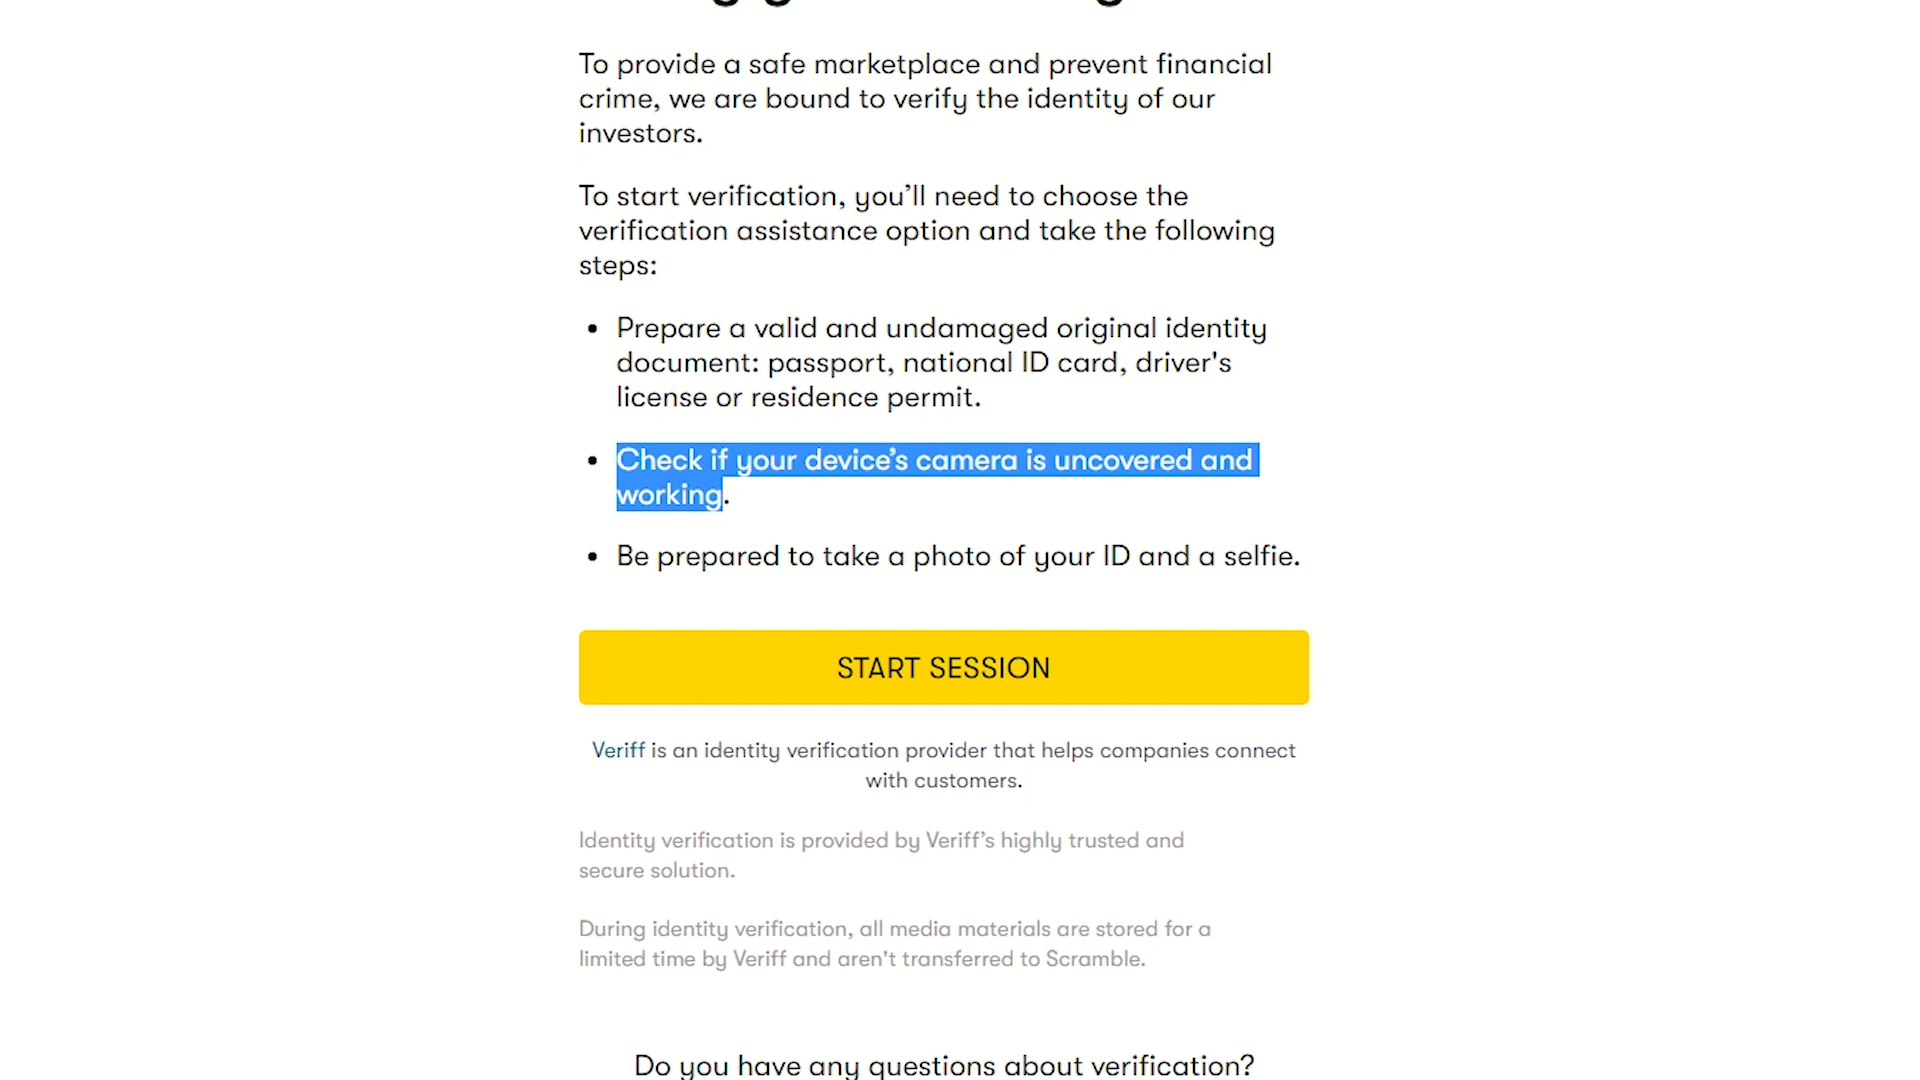 To provide a safe marketplace and prevent financial
crime, we are bound to verify the identity of our
investors.
To start verification, you’ll need to choose the
verification assistance option and take the following
steps:
• Prepare a valid and undamaged original identity
document: passport, national ID card, driver's
license or residence permit.
• Check if your device’s camera is uncovered and
working.
• Be prepared to take a photo of your ID and a selfie.
START SESSION
Veriff is an identity verification provider that helps companies connect
with customers.
Identity verification is provided by Veriff’s highly trusted and
secure solution.
During identity verification, all media materials are stored for a
limited time by Veriff and aren't transferred to Scramble.
Do you have any questions about verification?